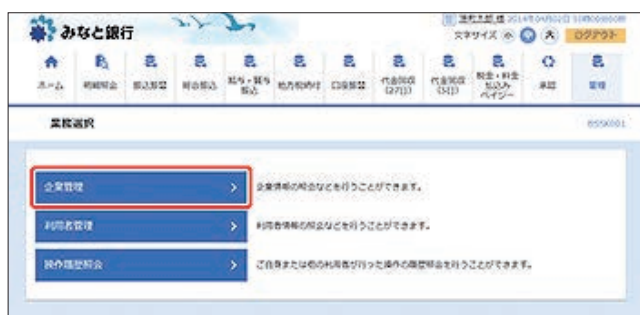 みなと銀行
文字サイズ 小 中 大 ログアウト
ホーム 明細照会 振込振替 総合振込 給与・賞与振込 地方税納付 口座振替 代金回収 代金回収 税金・料金払込みペイジー 承認 管理
業務選択 BSSK001
企業管理 企業情報の照会などを行うことができます。
利用者管理 利用者情報の照会などを行うことができます。
操作履歴照会 ご自身または他の利用者が行った操作の履歴照会を行うことができます。